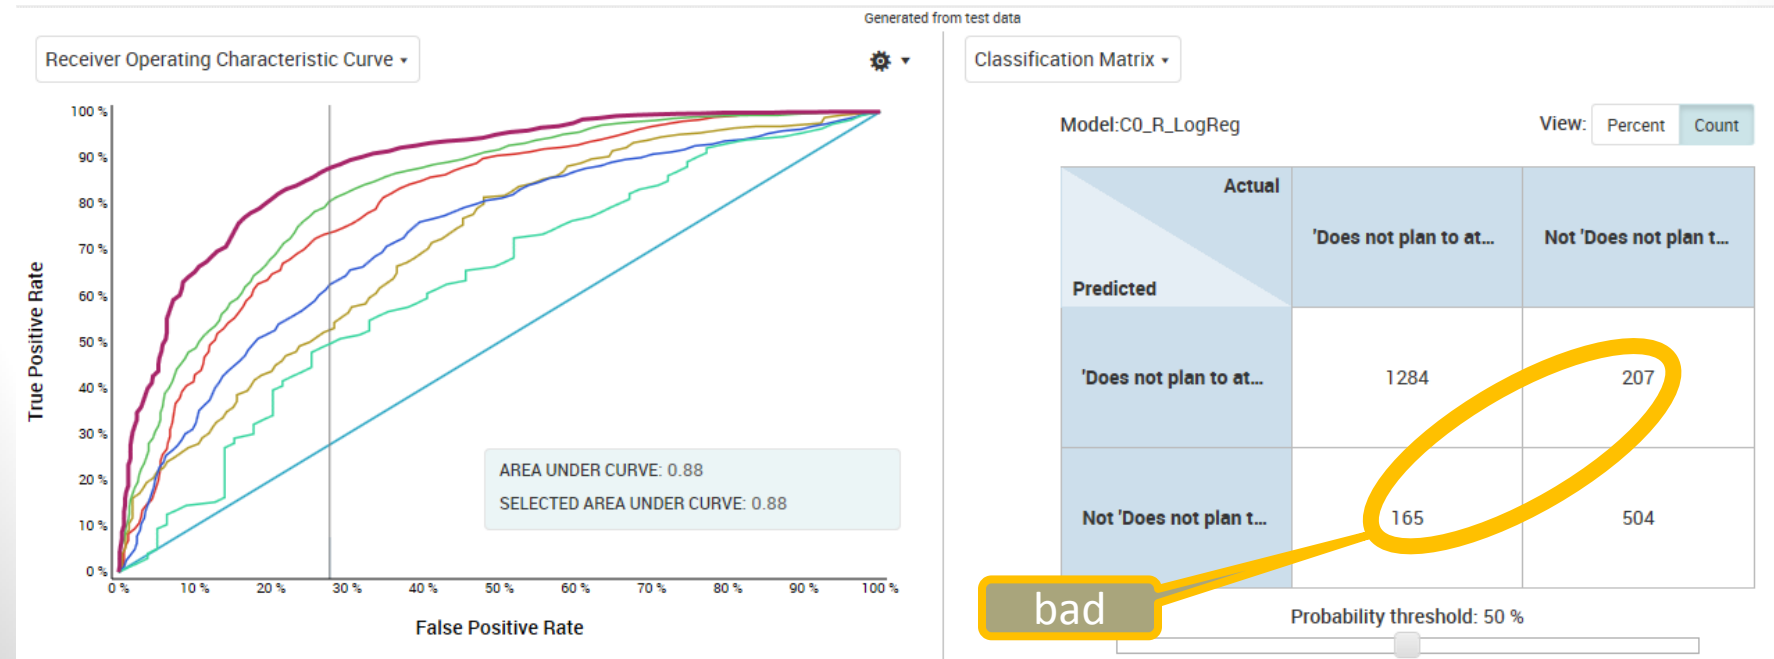 Generated from test data
Receiver Operating Characteristic Curve
Classification Matrix
100 %
90 %
80 %
70 %
60 %
50 %
40 %
30 %
20 %
10 %
0 %
True Positive Rate
0 %
10 %
20 %
30 %
40 %
50 %
60 %
70 %
80 %
90 %
100 %
False Positive Rate
AREA UNDER CURVE: 0.88
SELECTED AREA UNDER CURVE: 0.88
Model:C0_R_LogReg
View: Percent Count
Actual
Predicted
'Does not plan to at...
Not 'Does not plan t...
'Does not plan to at...
1284
207
Not 'Does not plan t...
165
504
bad
Probability threshold: 50 %